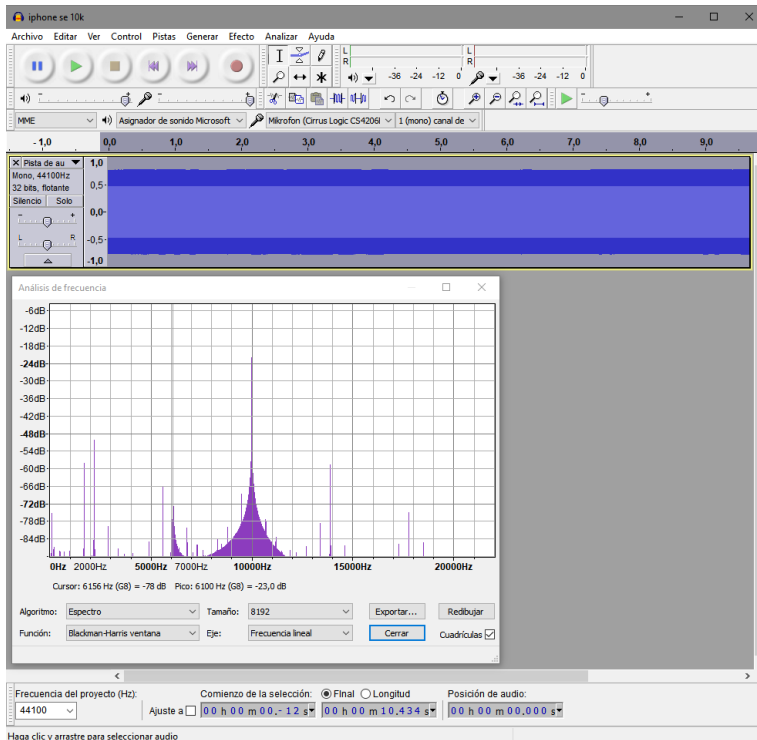 iphone se 10k
Archivo Editar Ver Control Pistas Generar Efecto Analizar Ayuda
L
R
-36 -24 -12 0
L
R
-36 -24 -12 0
MME
Asignador de sonido Microsoft
Mikrofon (Cirrus Logic CS4206l
1 (mono) canal de
- 1,0 0,0 1,0 2,0 3,0 4,0 5,0 6,0 7,0 8,0 9,0
X Pista de au
Mono, 44100Hz
32 bits, flotante
Silencio Solo
- +
L R
1,0
0,5-
0,0-
-0,5-
-1,0
Análisis de frecuencia
-6dB
-12dB
-18dB
-24dB
-30dB
-36dB
-42dB
-48dB
-54dB
-60dB
-66dB
-72dB
-78dB
-84dB
0Hz 2000Hz 5000Hz 7000Hz 10000Hz 15000Hz 20000Hz
Cursor: 6156 Hz (G8) = -78 dB Pico: 6100 Hz (G8) = -23,0 dB
Algoritmo: Espectro Tamaño: 8192 Exportar... Redibujar
Función: Blackman-Harris ventana Eje: Frecuencia lineal Cerrar Cuadrículas
Frecuencia del proyecto (Hz): Comienzo de la selección: FInal Longitud Posición de audio:
44100 Ajuste a 00 h 00 m 00,- 12 s 00 h 00 m 10,434 s 00 h 00 m 00,000 s
Haga clic y arrastre para seleccionar audio